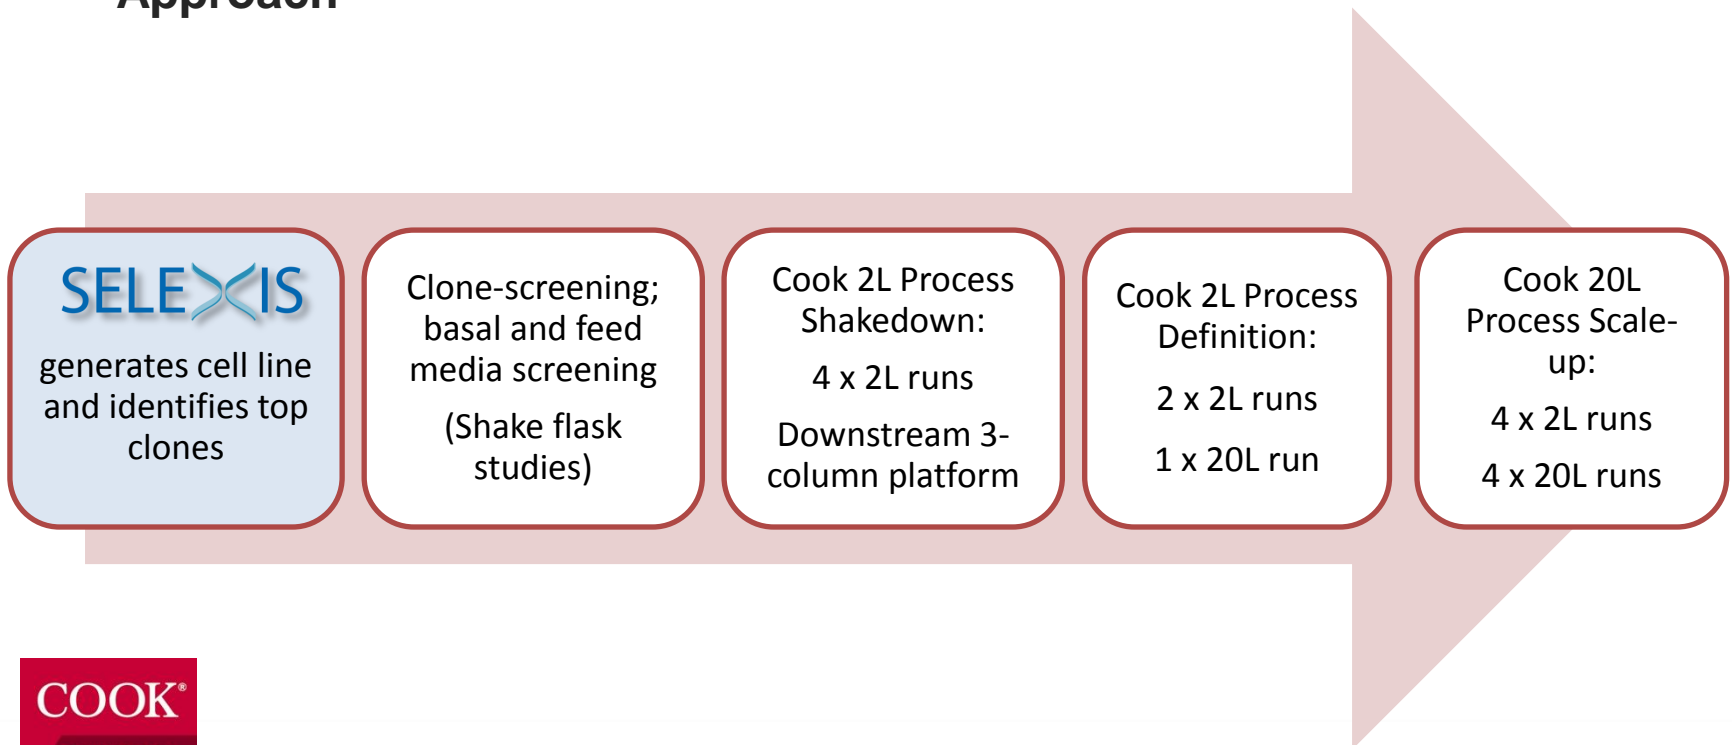 Approach
SELEXIS
generates cell line
and identifies top
clones
Clone-screening;
basal and feed
media screening
(Shake flask
studies)
Cook 2L Process
Shakedown:
4 x 2L runs
Downstream 3-
column platform
Cook 2L Process
Definition:
2 x 2L runs
1 x 20L run
Cook 20L
Process Scale-
up:
4 x 2L runs
4 x 20L runs
COOK®